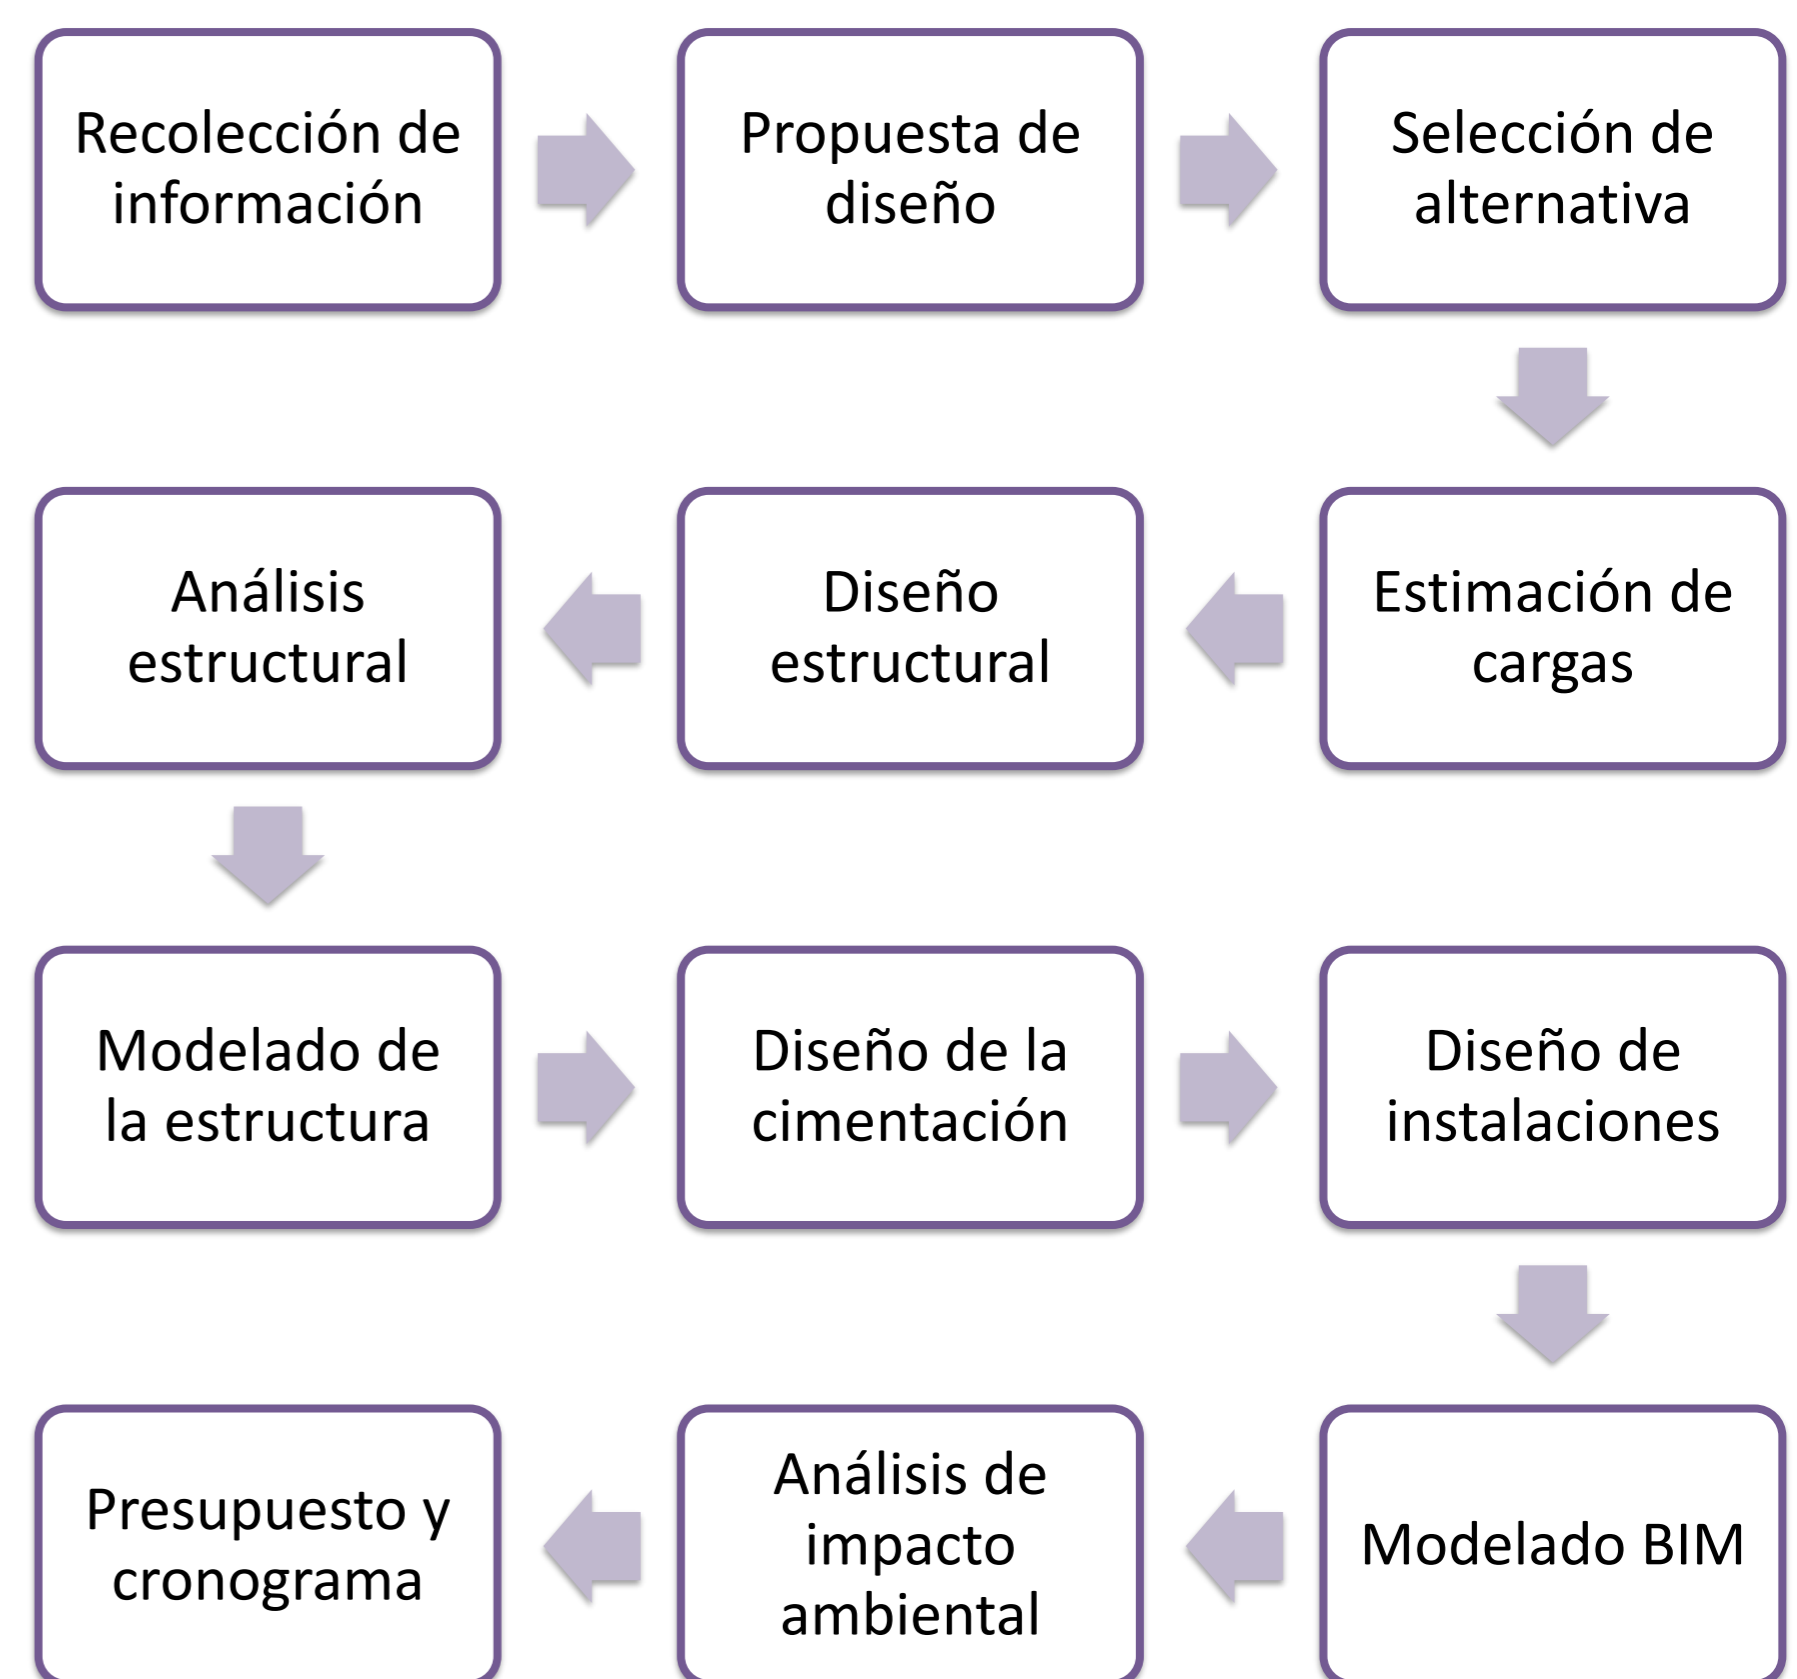 Recolección de
información
Propuesta de
diseño
Selección de
alternativa
Estimación de
cargas
Diseño
estructural
Análisis
estructural
Modelado de
la estructura
Diseño de la
cimentación
Diseño de
instalaciones
Modelado BIM
Análisis de
impacto
ambiental
Presupuesto y
cronograma